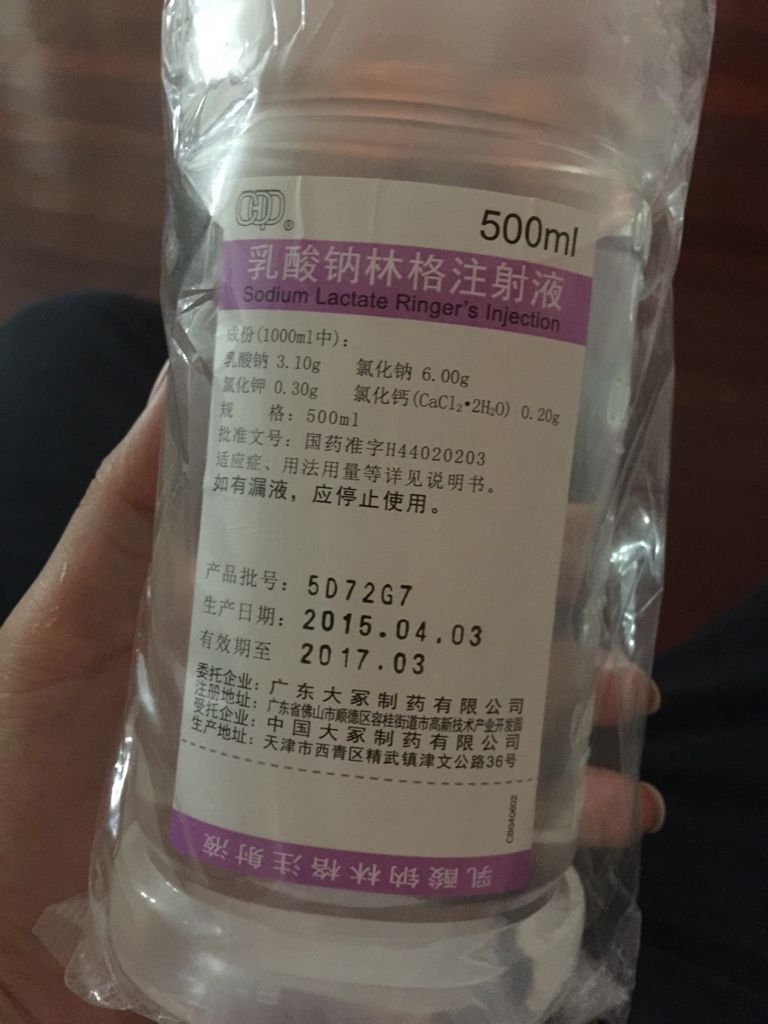 500ml
乳酸钠林格注射液
Sodium Lactate Ringer's Injection
成份(1000ml中):
乳酸钠 3.10g 氯化钠 6.00g
氯化钾 0.30g 氯化钙(CaCl₂•2H₂O) 0.20g
规 格: 500ml
批准文号: 国药准字H44020203
适应症、用法用量等详见说明书。
如有漏液，应停止使用。
产品批号: 5D72G7
生产日期: 2015.04.03
有效期至 2017.03
委托企业: 广东大冢制药有限公司
注册地址: 广东省佛山市顺德区容桂街道市高新技术产业开发园
受托企业: 中国大冢制药有限公司
生产地址: 天津市西青区精武镇津文公路36号
CB040602
乳酸钠林格注射液